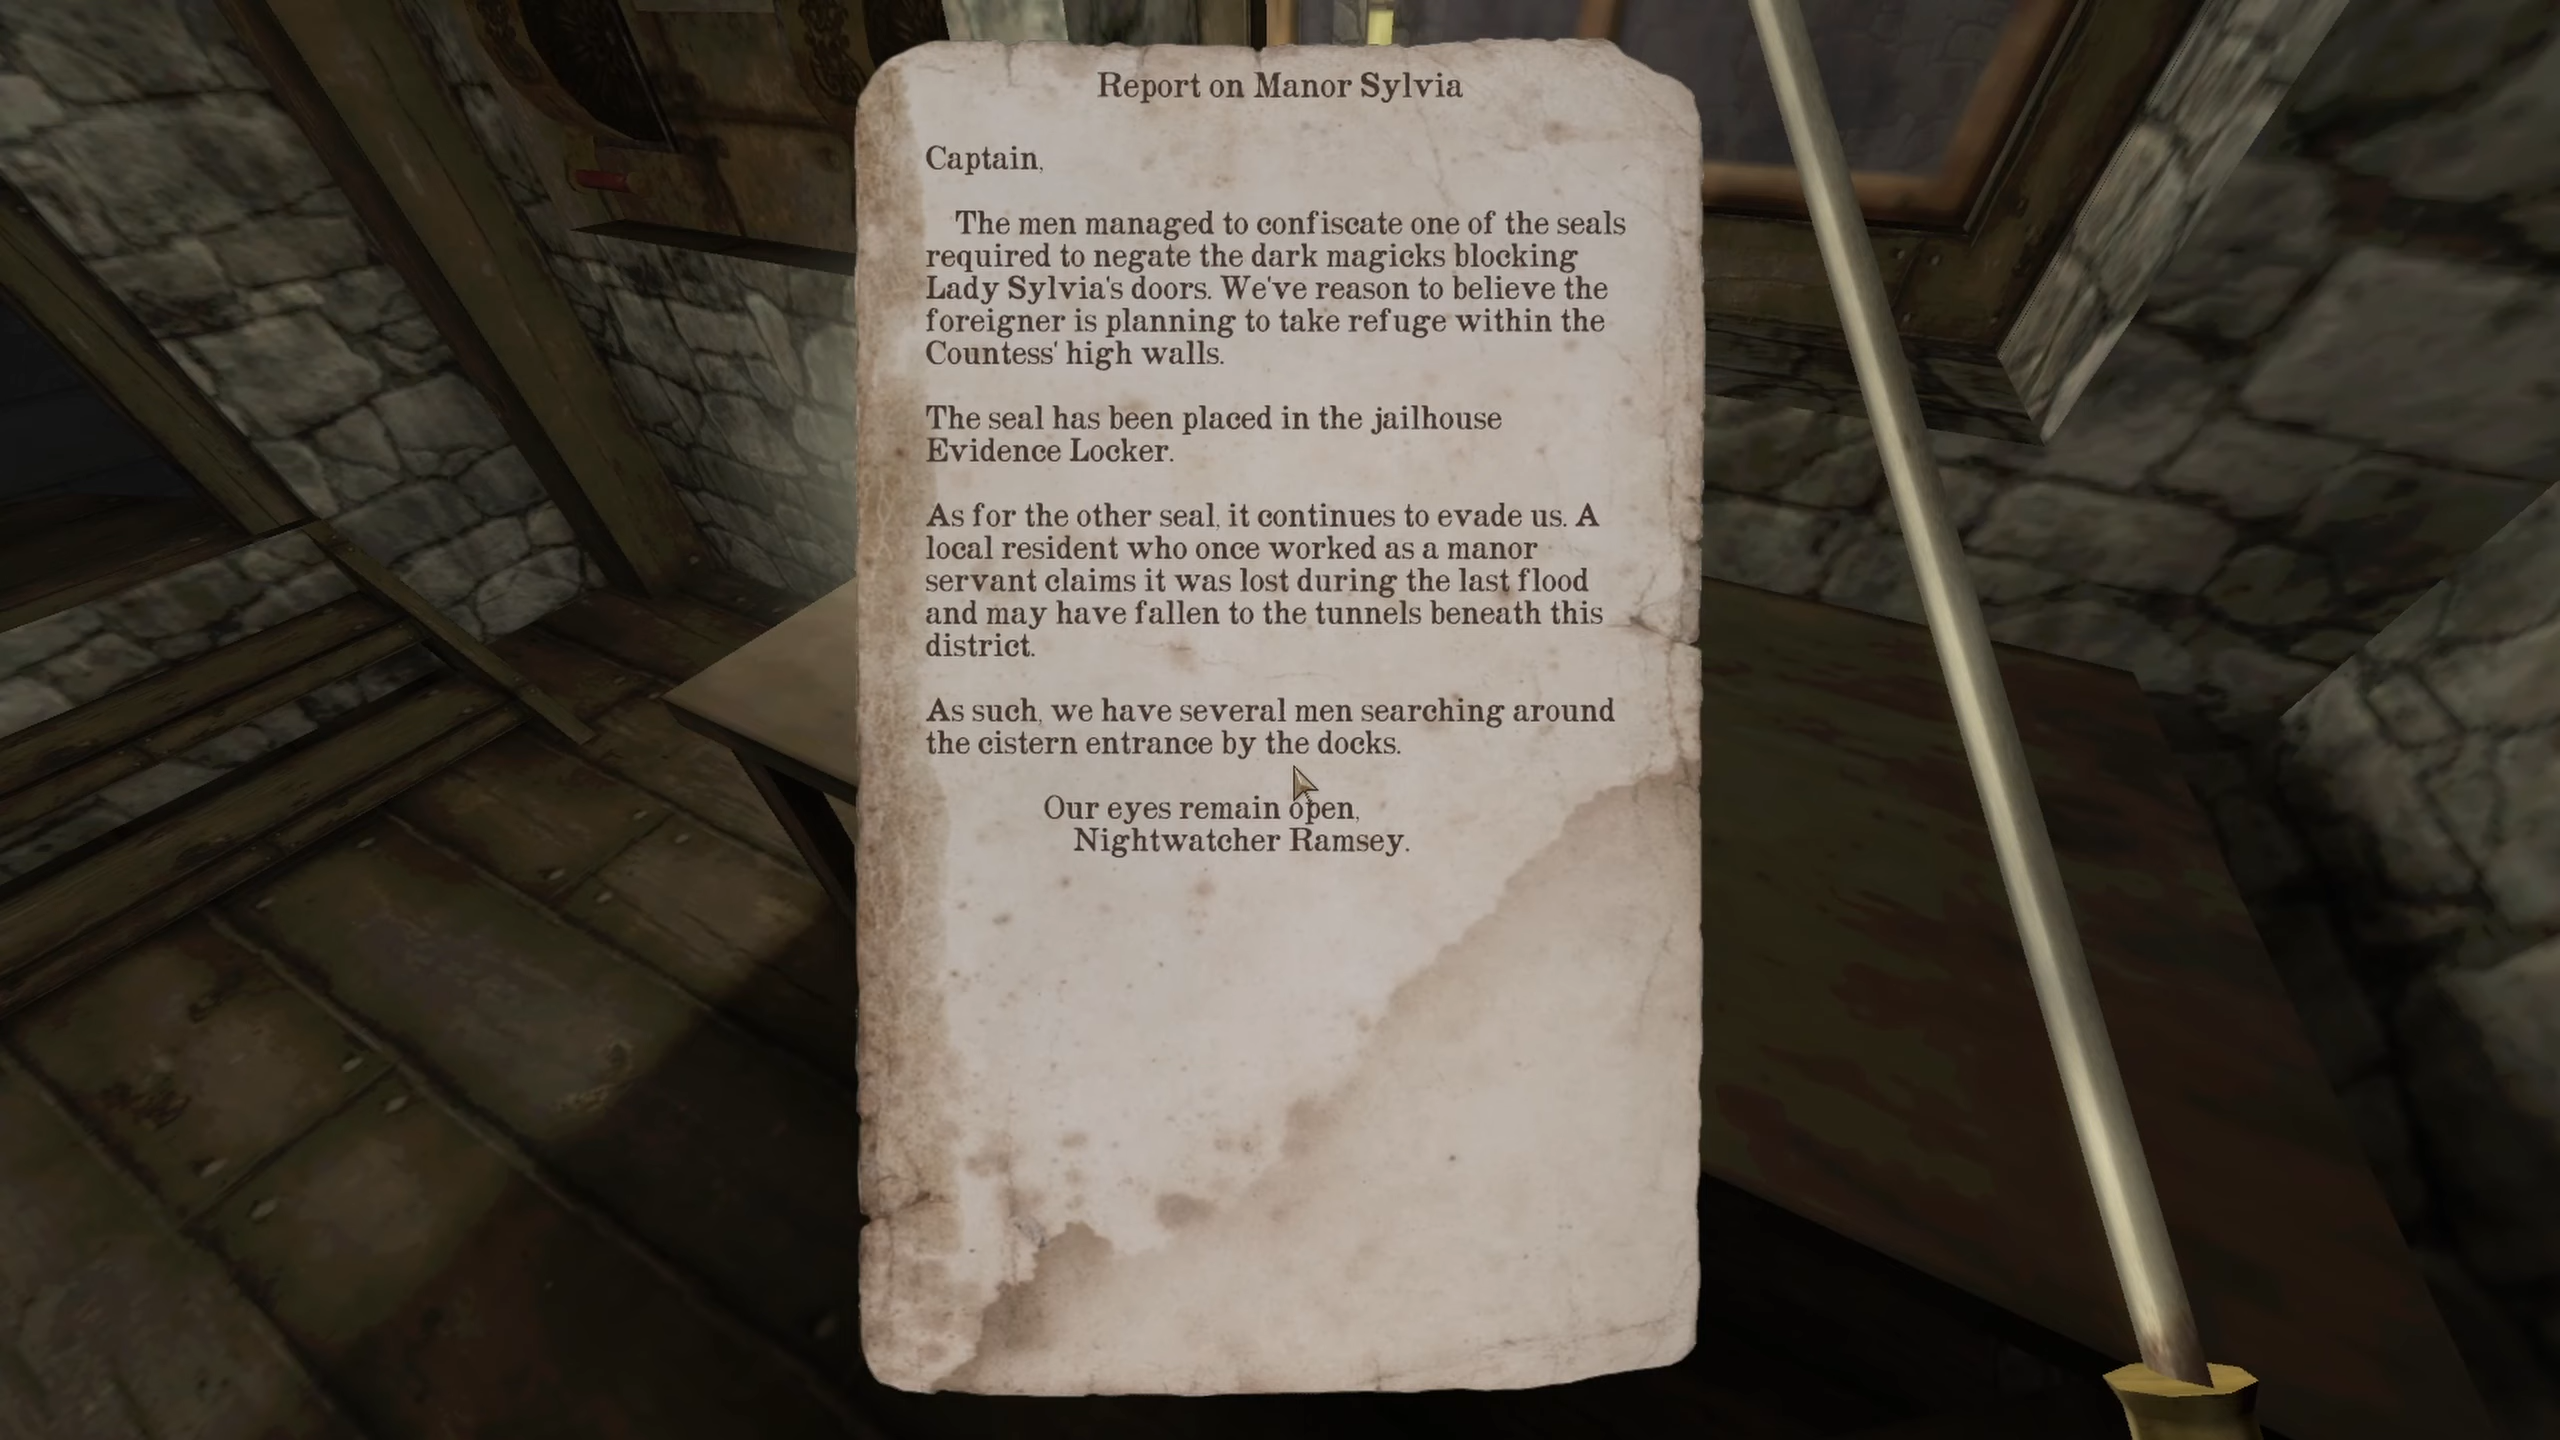 Report on Manor Sylvia
Captain,
The men managed to confiscate one of the seals
required to negate the dark magicks blocking
Lady Sylvia's doors. We've reason to believe the
foreigner is planning to take refuge within the
Countess' high walls.
The seal has been placed in the jailhouse
Evidence Locker.
As for the other seal, it continues to evade us. A
local resident who once worked as a manor
servant claims it was lost during the last flood
and may have fallen to the tunnels beneath this
district.
As such, we have several men searching around
the cistern entrance by the docks.
Our eyes remain open,
Nightwatcher Ramsey.